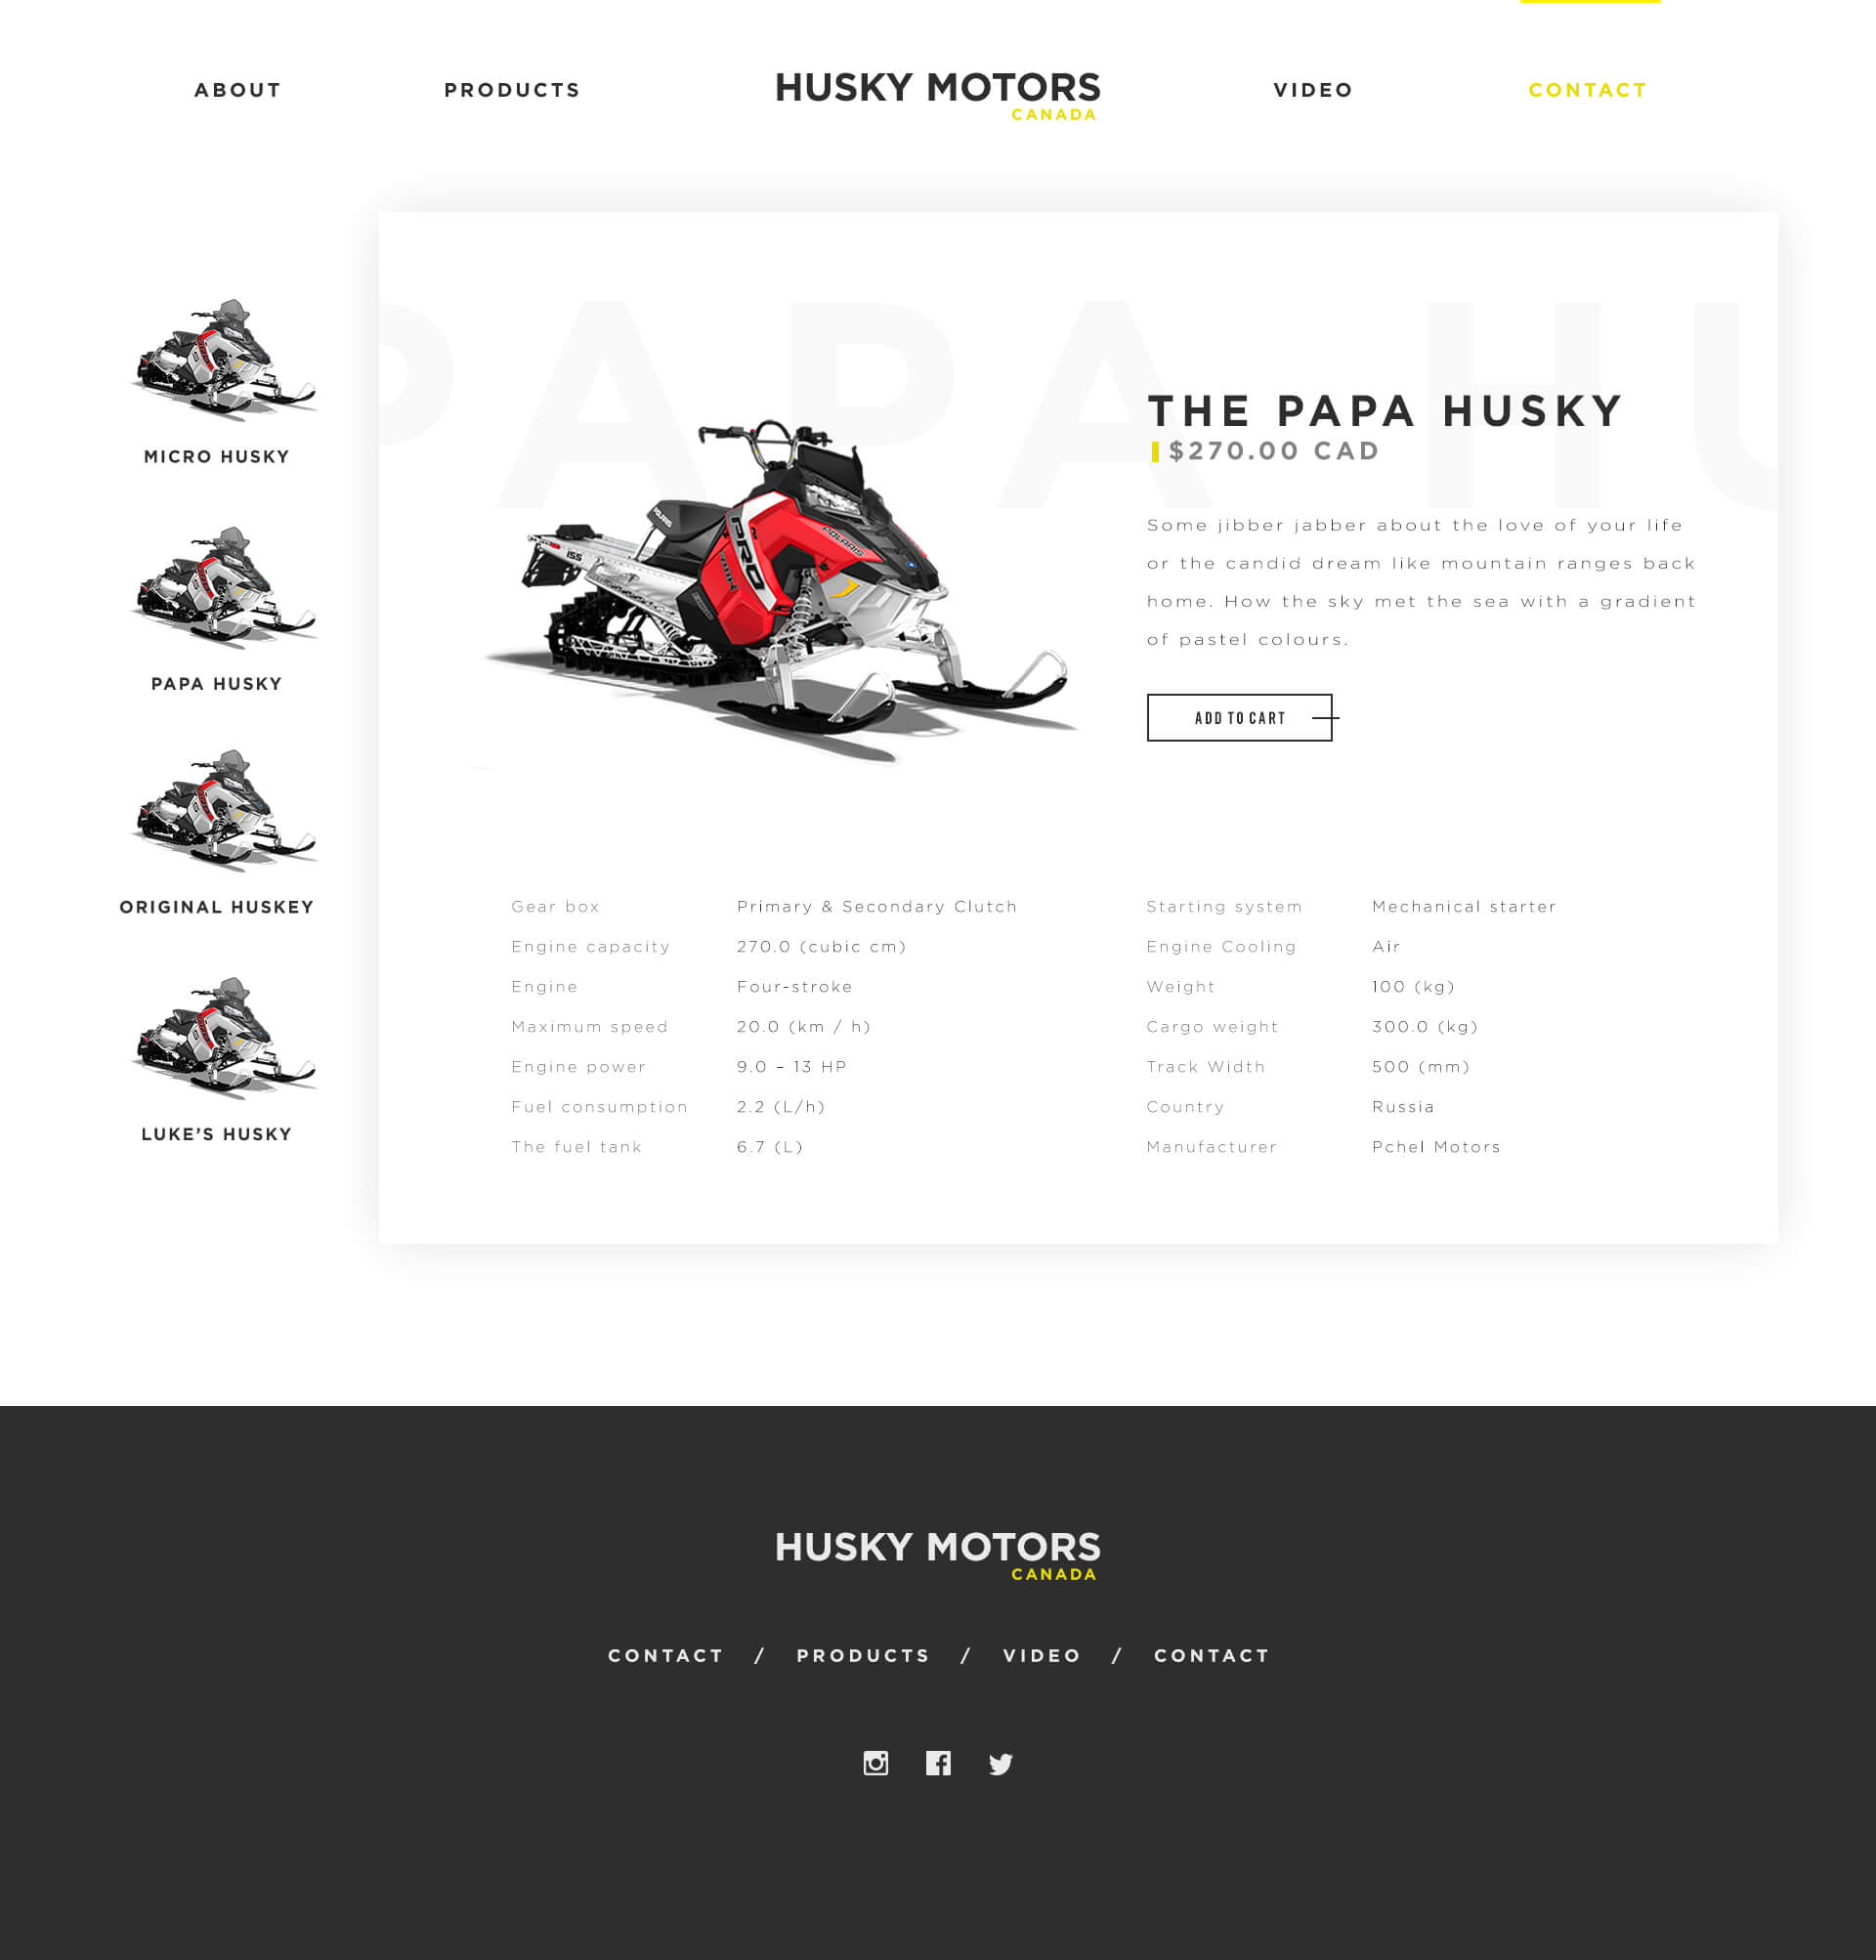 ABOUT
PRODUCTS
HUSKY MOTORS
CANADA
VIDEO
CONTACT
PAPA HU
MICRO HUSKY
PAPA HUSKY
ORIGINAL HUSKEY
LUKE'S HUSKY
POLARIS
155
PRO
POLARIS
THE PAPA HUSKY
$270.00 CAD
Some jibber jabber about the love of your life
or the candid dream like mountain ranges back
home. How the sky met the sea with a gradient
of pastel colours.
ADD TO CART
Gear box Primary & Secondary Clutch
Engine capacity 270.0 (cubic cm)
Engine Four-stroke
Maximum speed 20.0 (km / h)
Engine power 9.0 – 13 HP
Fuel consumption 2.2 (L/h)
The fuel tank 6.7 (L)
Starting system Mechanical starter
Engine Cooling Air
Weight 100 (kg)
Cargo weight 300.0 (kg)
Track Width 500 (mm)
Country Russia
Manufacturer Pchel Motors
HUSKY MOTORS
CANADA
CONTACT / PRODUCTS / VIDEO / CONTACT